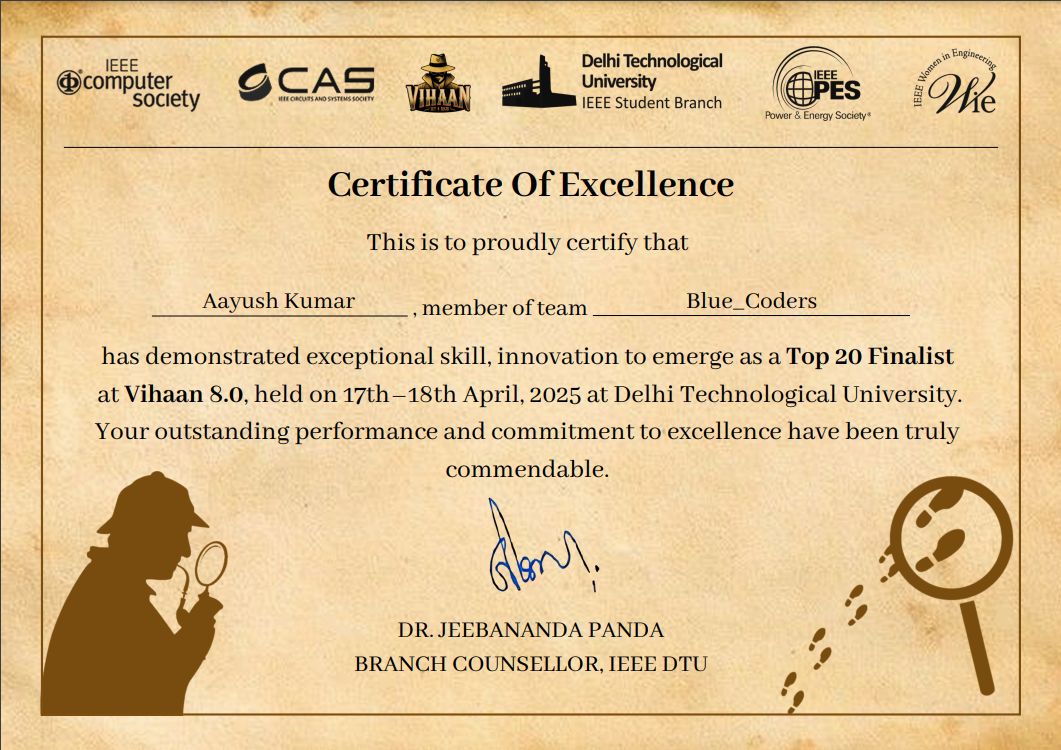 IEEE
computer
society
CAS
IEEE CIRCUITS AND SYSTEMS SOCIETY
VIHAAN
Delhi Technological
University
IEEE Student Branch
IEEE
PES
Power & Energy Society®
IEEE Women in Engineering
WiE
Certificate Of Excellence
This is to proudly certify that
Aayush Kumar , member of team Blue_Coders
has demonstrated exceptional skill, innovation to emerge as a Top 20 Finalist
at Vihaan 8.0, held on 17th–18th April, 2025 at Delhi Technological University.
Your outstanding performance and commitment to excellence have been truly
commendable.
DR. JEEBANANDA PANDA
BRANCH COUNSELLOR, IEEE DTU